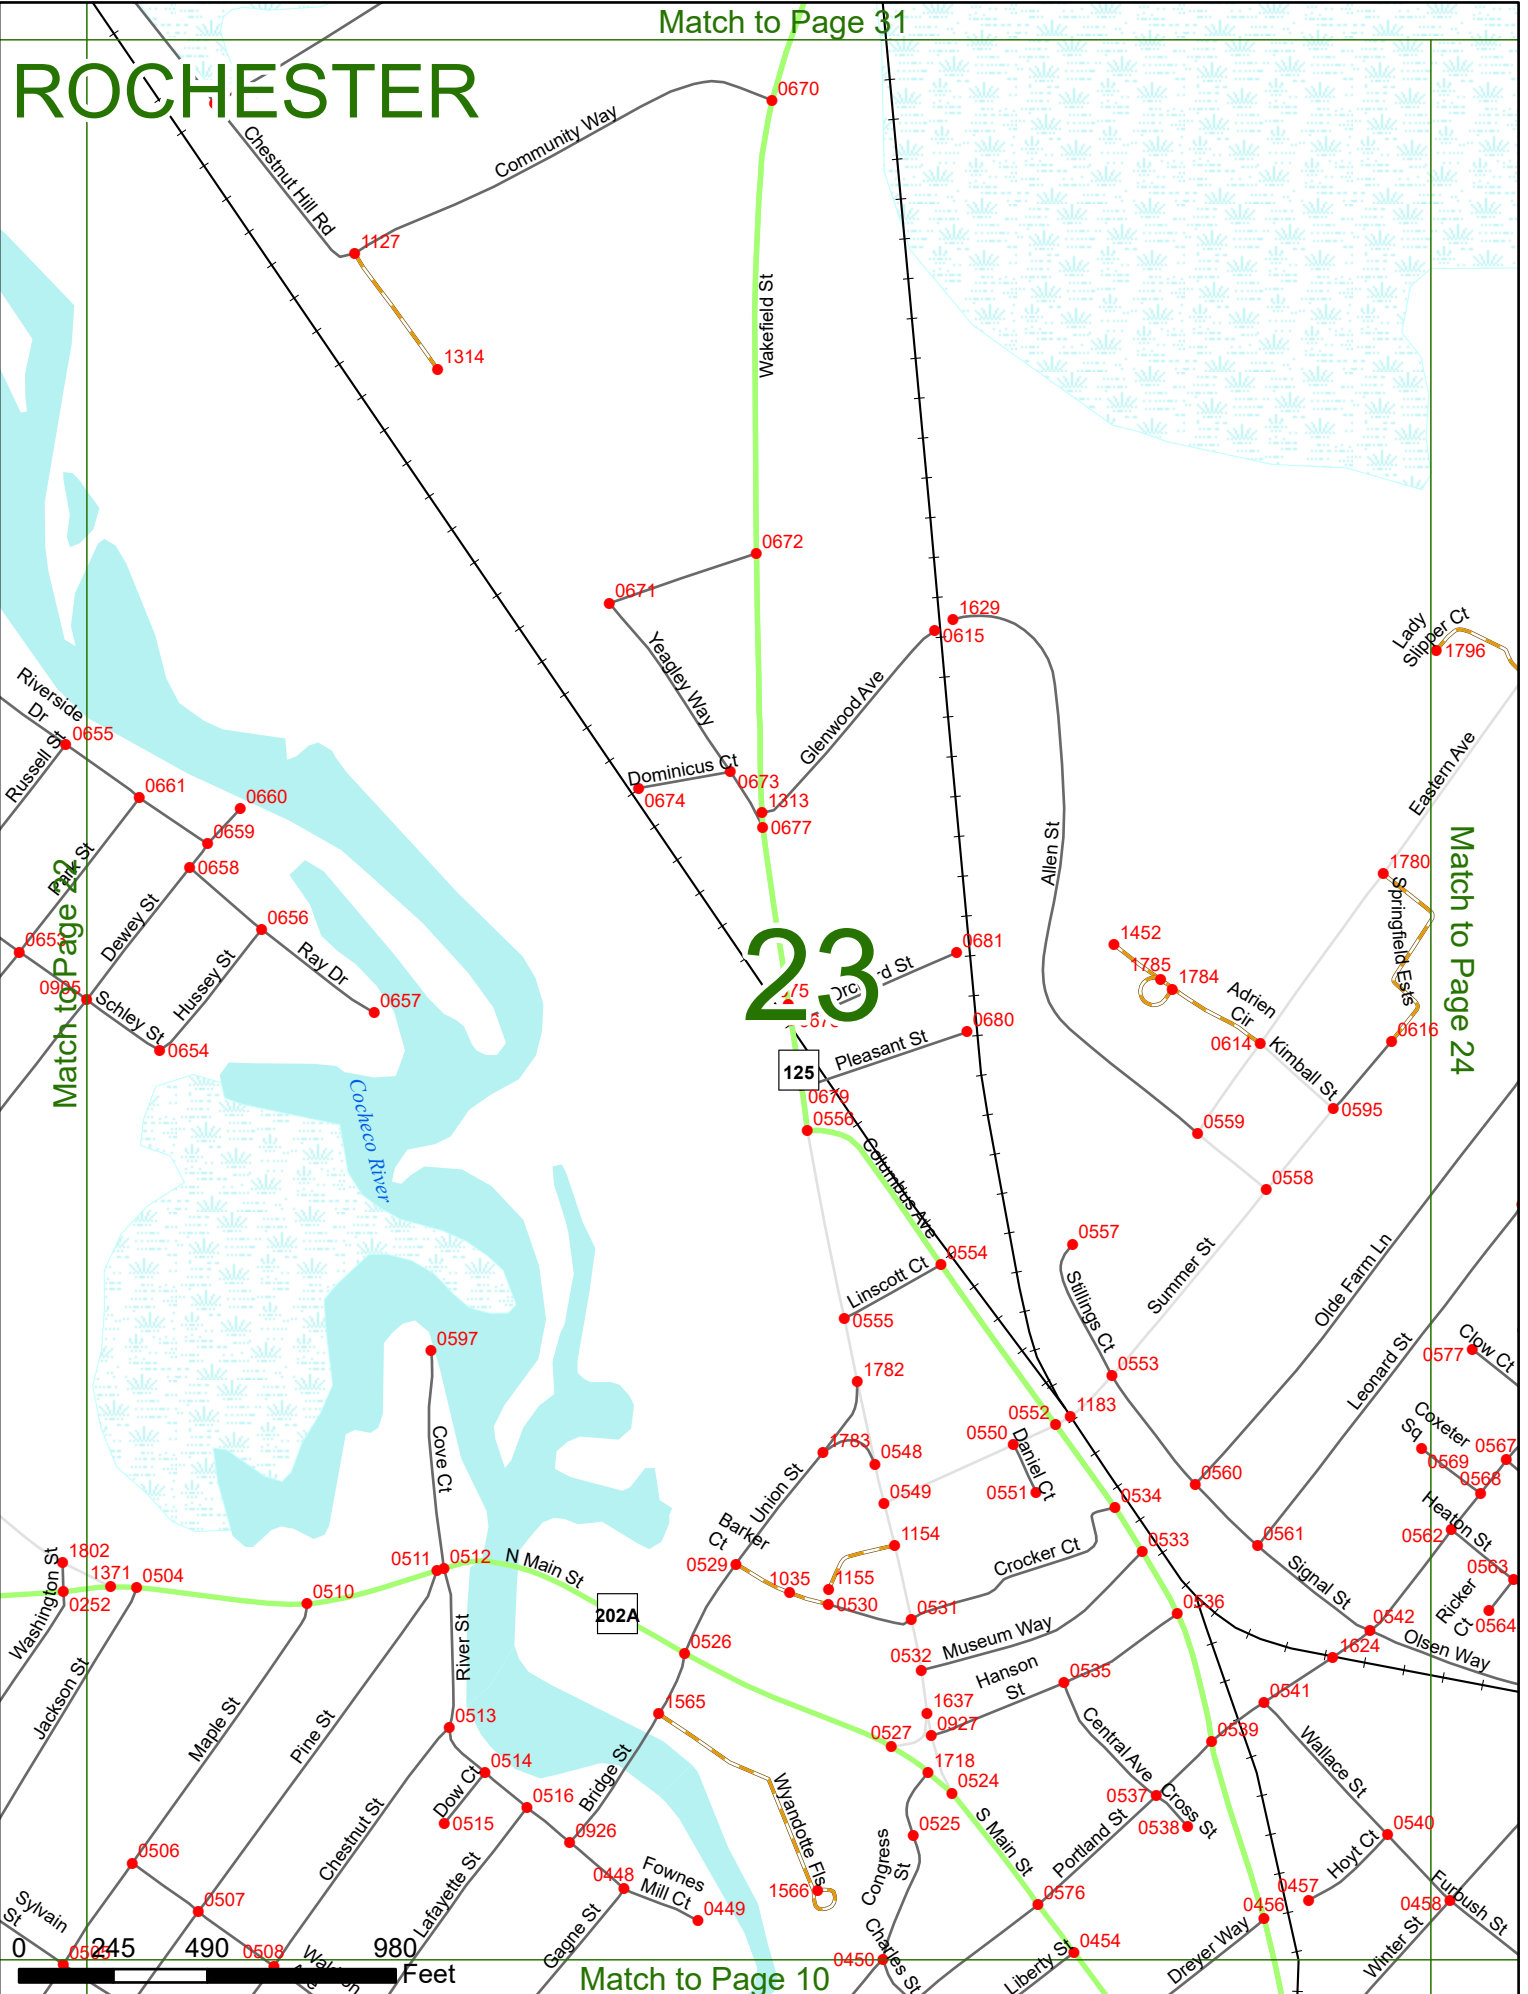 Match to Page 31
ROCHESTER
0670
Community Way
Chestnut Hill Rd
1127
1314
Wakefield St
0672
0671
1629
0615
Lady
Slipper Ct
1796
Yeagley Way
Glenwood Ave
Riverside
Dr
0655
Russell St
0661
0660
0659
0658
Dominicus Ct
0673
0674
1313
0677
Eastern Ave
Allen St
1780
Springfield Ests
Match to Page 22
Match to Page 24
Park St
Dewey St
0656
0653
Ray Dr
Hussey St
0657
0905
Schley St
0654
23
0681
0680
Pleasant St
125
0679
0556
1452
1785
1784
Adrien
Cir
0614
Kimball St
0616
0595
0559
0558
Cocheco River
Columbus Ave
0554
0557
Linscott Ct
0555
Stillings Ct
Summer St
Olde Farm Ln
0597
0553
Leonard St
0577
Clow Ct
1782
0552
1183
0550
Daniel Ct
0551
Coxeter
Sq
0567
0569
0568
Cove Ct
1783
0548
0549
Union St
0560
Heaton St
0534
0533
0562
0561
0563
Barker
Ct
1154
Crocker Ct
1802
Washington St
1371
0504
0252
0510
0511
0512
N Main St
0529
1035
1155
0530
0531
202A
Signal St
Ricker
Ct
0564
0536
0542
Olsen Way
1624
0526
Museum Way
0532
Hanson
St
0535
Jackson St
Maple St
Pine St
River St
0513
1565
1637
0927
0527
0541
0539
Central Ave
Wallace St
0514
Dow Ct
0515
0516
Bridge St
0926
Wyandotte Fls
1566
1718
0524
0525
S Main St
0537
Cross St
0538
Portland St
0540
Hoyt Ct
Chestnut St
0506
0507
Lafayette St
0448
Fownes
Mill Ct
0449
Congress
St
0576
0457
0456
0458
Furbush St
Sylvain
St
0505
0508
Gagne St
0450
Charles St
0454
Liberty St
Dreyer Way
Winter St
0 245 490 980
Feet
Match to Page 10